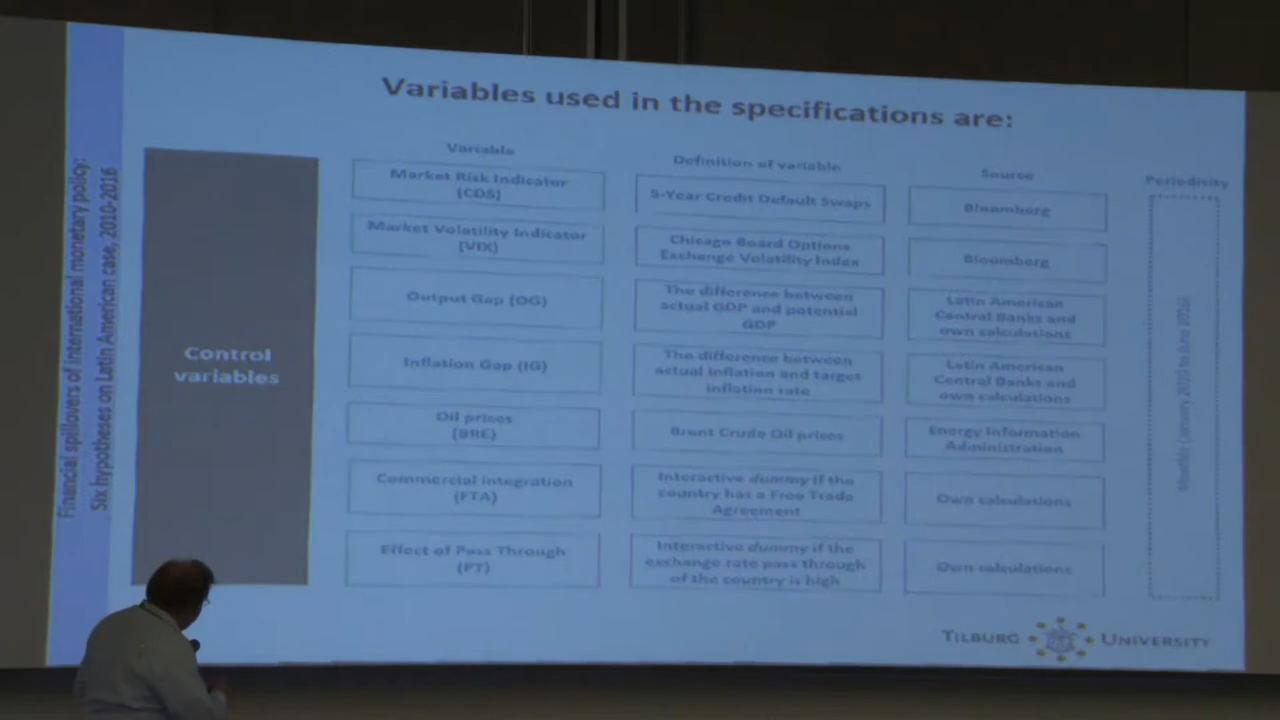 Variables used in the specifications are:
Financial spillovers of international monetary policy:
Six hypotheses on Latin American case, 2010-2016
Control
variables
Variable
Definition of variable
Source
Periodicity
Market Risk Indicator
(CDS)
5-Year Credit Default Swaps
Bloomberg
Market Volatility Indicator
(VIX)
Chicago Board Options
Exchange Volatility Index
Bloomberg
Output Gap (OG)
The difference between
actual GDP and potential
GDP
Latin American
Central Banks and
own calculations
Inflation Gap (IG)
The difference between
actual inflation and target
inflation rate
Latin American
Central Banks and
own calculations
Oil prices
(BRE)
Brent Crude Oil prices
Energy Information
Administration
Commercial integration
(FTA)
Interactive dummy if the
country has a Free Trade
Agreement
Own calculations
Effect of Pass Through
(PT)
Interactive dummy if the
exchange rate pass through
of the country is high
Own calculations
Monthly (January 2010 to June 2016)
TILBURG UNIVERSITY